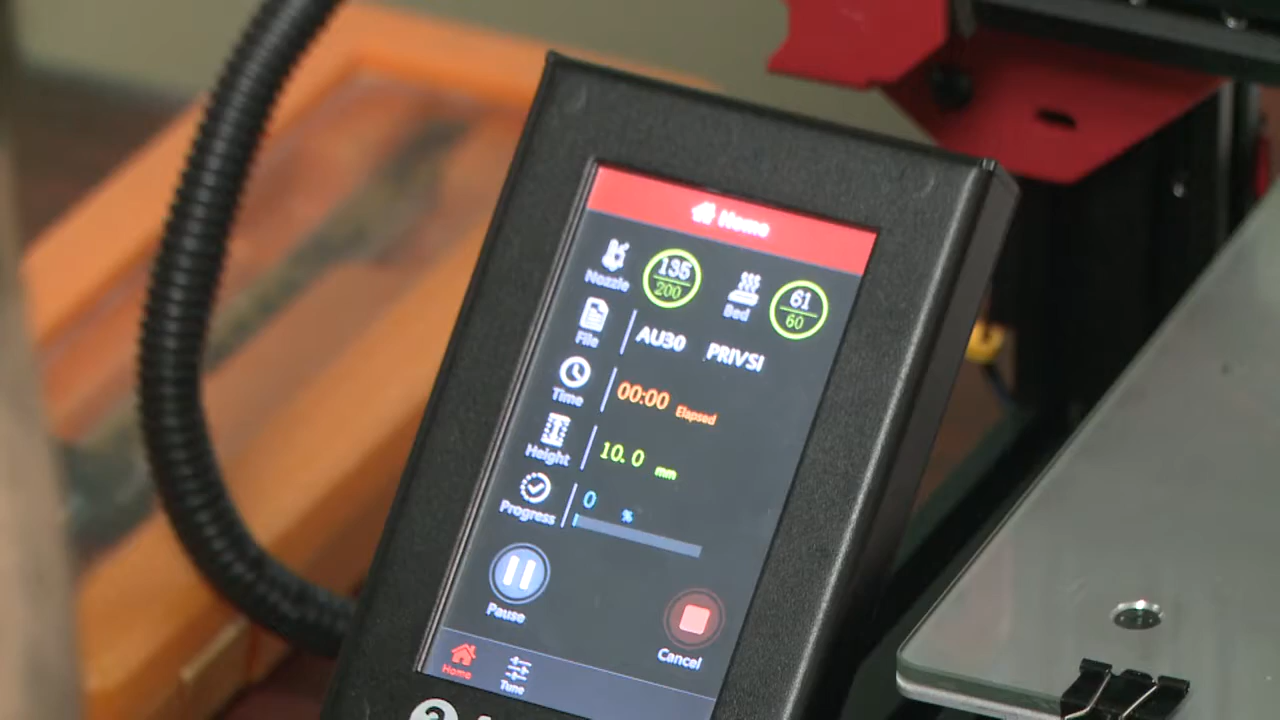 Home
Nozzle 135 200 Bed 61 60
File AU30 PRIVSI
Time 00:00 Elapsed
Height 10.0 mm
Progress 0 %
Pause
Cancel
Home Tune